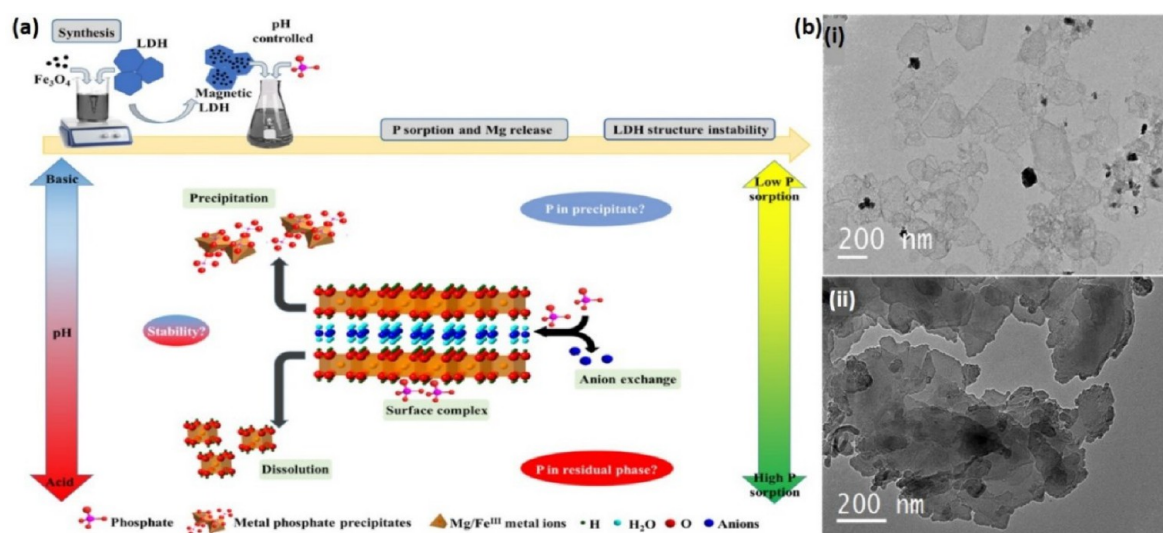 (a)
Synthesis
LDH
Fe3O4
Magnetic
LDH
pH
controlled
P sorption and Mg release
LDH structure instability
Basic
pH
Acid
Precipitation
P in precipitate?
Stability?
Anion exchange
Surface complex
Dissolution
P in residual phase?
Low P
sorption
High P
sorption
Phosphate
Metal phosphate precipitates
Mg/FeIII metal ions
H
H2O
O
Anions
(b)
(i)
200 nm
(ii)
200 nm